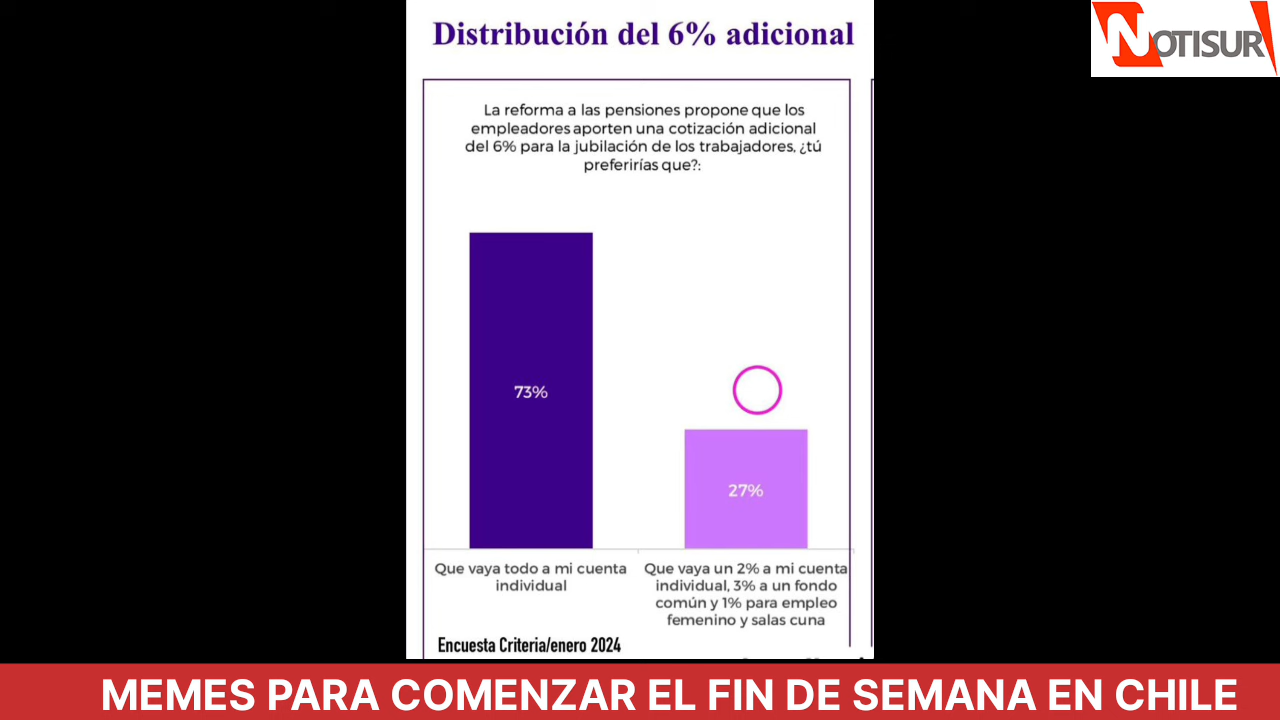 Distribución del 6% adicional
NOTISUR
La reforma a las pensiones propone que los
empleadores aporten una cotización adicional
del 6% para la jubilación de los trabajadores, ¿tú
preferirías que?:
73%
27%
Que vaya todo a mi cuenta
individual
Que vaya un 2% a mi cuenta
individual, 3% a un fondo
común y 1% para empleo
femenino y salas cuna
Encuesta Criteria/enero 2024
MEMES PARA COMENZAR EL FIN DE SEMANA EN CHILE